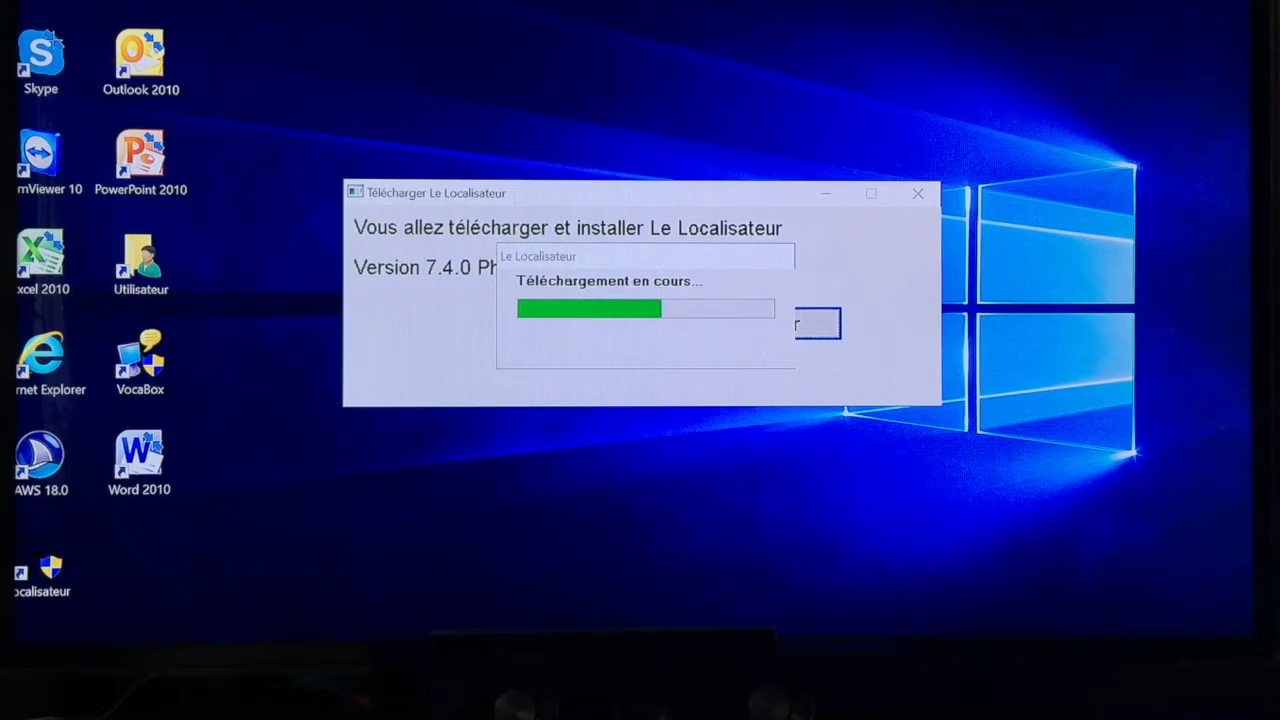 Skype
Outlook 2010
mViewer 10
PowerPoint 2010
xcel 2010
Utilisateur
rnet Explorer
VocaBox
AWS 18.0
Word 2010
ocalisateur
Télécharger Le Localisateur
Vous allez télécharger et installer Le Localisateur
Version 7.4.0 Ph
Le Localisateur
Téléchargement en cours...
r